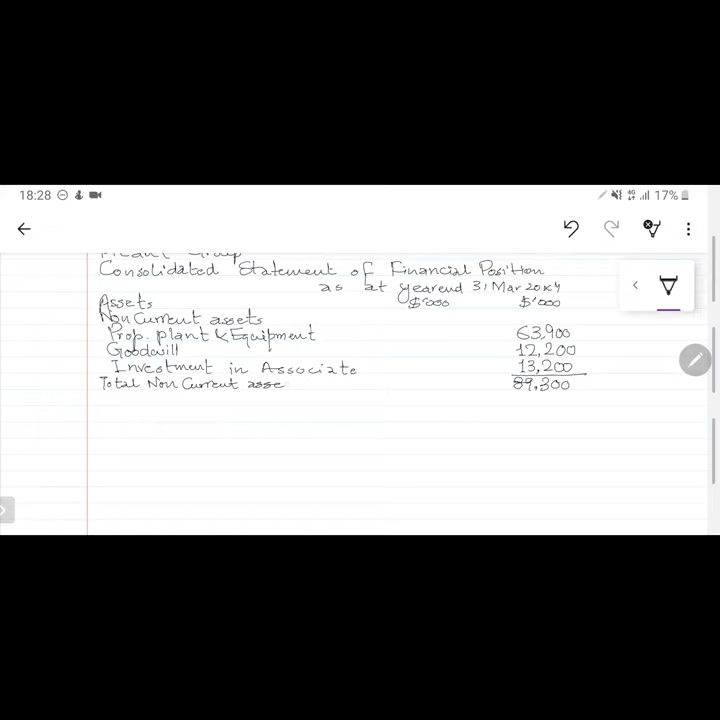 18:28 4G 17%
Group
Consolidated Statement of Financial Position
as at yearend 31 Mar 20x4
Assets $'000 $'000
Non Current assets
Prop. plant & Equipment 63,900
Goodwill 12,200
Investment in Associate 13,200
Total Non Current asse 89,300